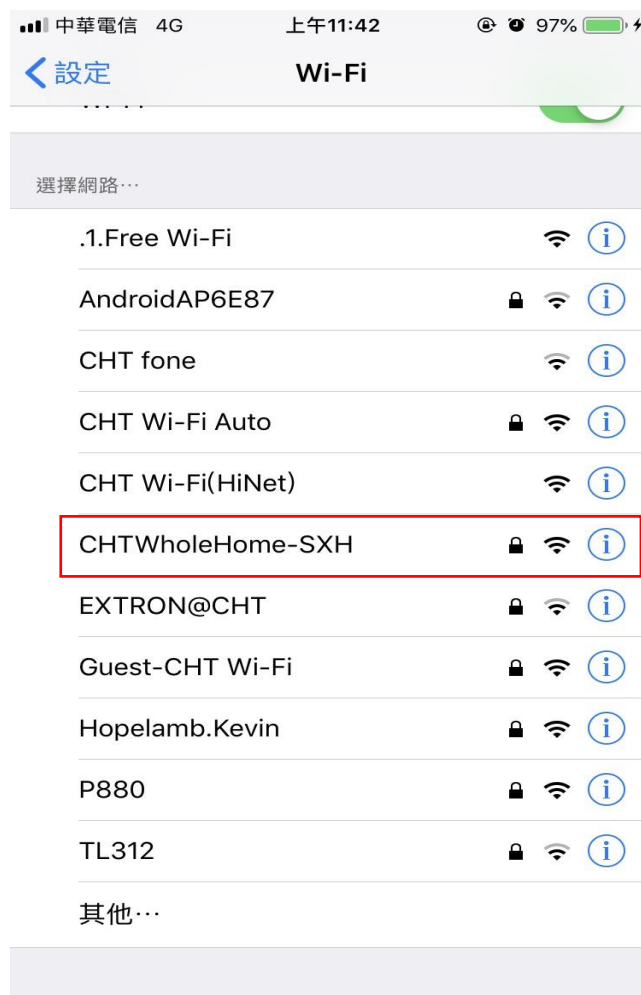 中華電信 4G 上午11:42 97%
設定 Wi-Fi
選擇網路…
.1.Free Wi-Fi
AndroidAP6E87
CHT fone
CHT Wi-Fi Auto
CHT Wi-Fi(HiNet)
CHTWholeHome-SXH
EXTRON@CHT
Guest-CHT Wi-Fi
Hopelamb.Kevin
P880
TL312
其他…